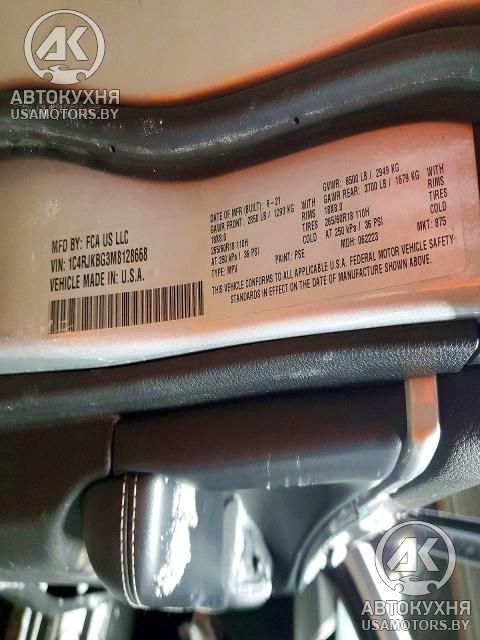 АК
АВТОКУХНЯ
USAMOTORS.BY
MFD BY: FCA US LLC
VIN: 1C4RJKBG3M8128668
VEHICLE MADE IN U.S.A.
DATE OF MFR (BUILT): 6-21 GVWR: 6500 LB / 2949 KG
GAWR FRONT: 2850 LB / 1293 KG WITH GAWR REAR: 3700 LB / 1679 KG WITH
18X8.0 RIMS 18X8.0 RIMS
265/60R18 110H TIRES 265/60R18 110H TIRES
AT 250 kPa / 36 PSI AT 250 kPa / 36 PSI
TYPE: MPV PAINT: PSE MDH: 062223 MKT: 975
THIS VEHICLE CONFORMS TO ALL APPLICABLE U.S.A. FEDERAL MOTOR VEHICLE SAFETY
STANDARDS IN EFFECT ON THE DATE OF MANUFACTURE SHOWN ABOVE.
АК
АВТОКУХНЯ
USAMOTORS.BY